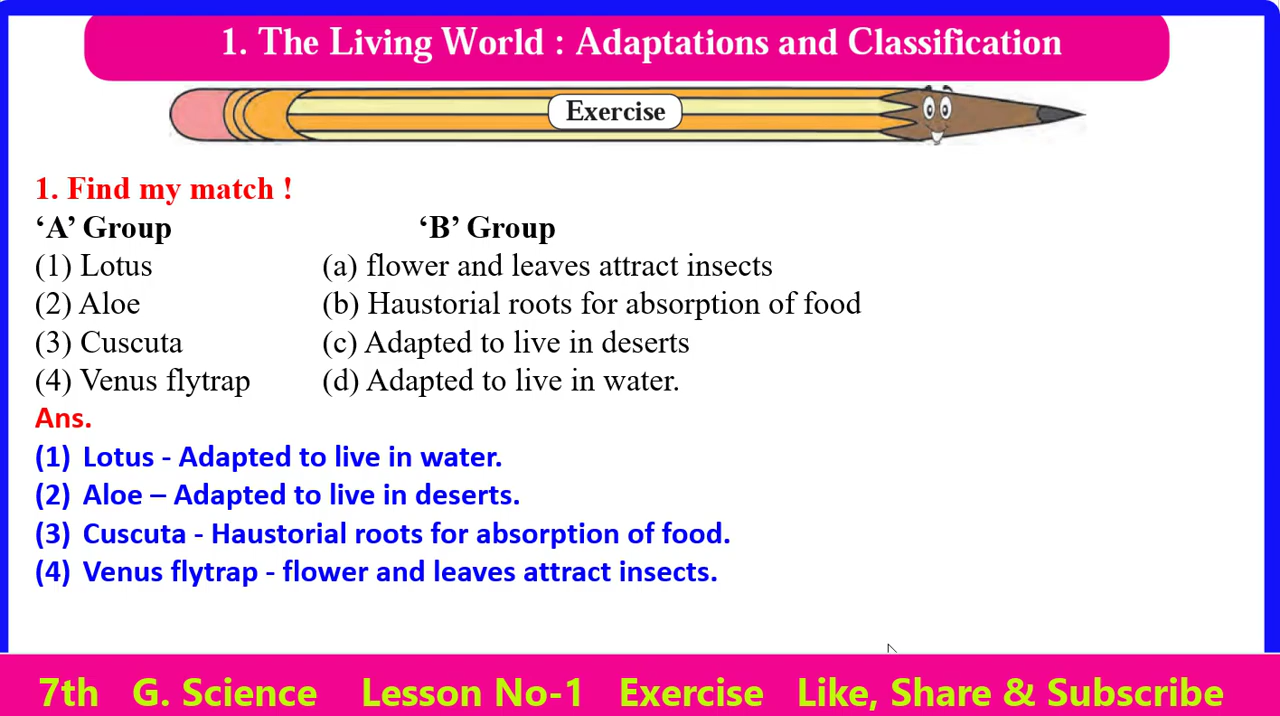 1. The Living World : Adaptations and Classification
Exercise
1. Find my match !
‘A’ Group ‘B’ Group
(1) Lotus (a) flower and leaves attract insects
(2) Aloe (b) Haustorial roots for absorption of food
(3) Cuscuta (c) Adapted to live in deserts
(4) Venus flytrap (d) Adapted to live in water.
Ans.
(1) Lotus - Adapted to live in water.
(2) Aloe – Adapted to live in deserts.
(3) Cuscuta - Haustorial roots for absorption of food.
(4) Venus flytrap - flower and leaves attract insects.
7th G. Science Lesson No-1 Exercise Like, Share & Subscribe